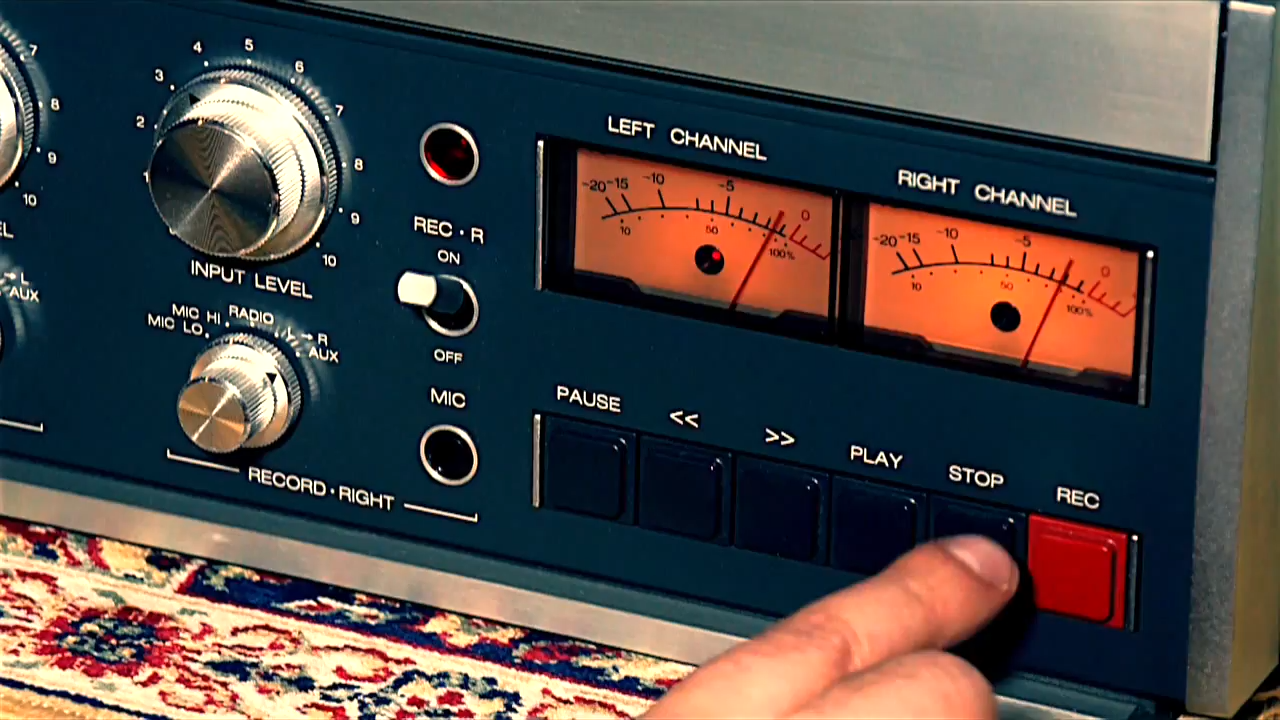 7
8
9
10
EL
L
AUX
2
3
4
5
6
7
8
9
10
INPUT LEVEL
MIC LO
MIC HI
RADIO
L→R
AUX
RECORD·RIGHT
REC·R
ON
OFF
MIC
LEFT CHANNEL
-20 -15 -10 -5 0
10 50 100%
RIGHT CHANNEL
-20 -15 -10 -5 0
10 50 100%
PAUSE
<<
>>
PLAY
STOP
REC